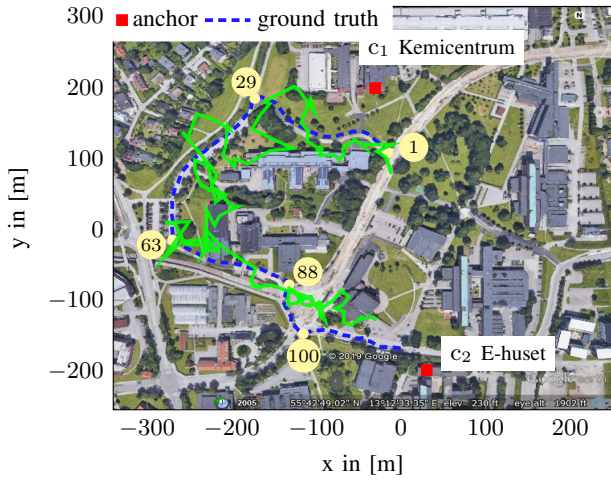 anchor ground truth
300
c1 Kemicentrum
29
200
1
y in [m]
100
0
63
88
−100
100
c2 E-huset
© 2019 Google
−200
Google
2005 55°42'49.02" N 13°12'33.35" E, elev 230 ft eye alt 1902 ft
−300 −200 −100 0 100 200
x in [m]